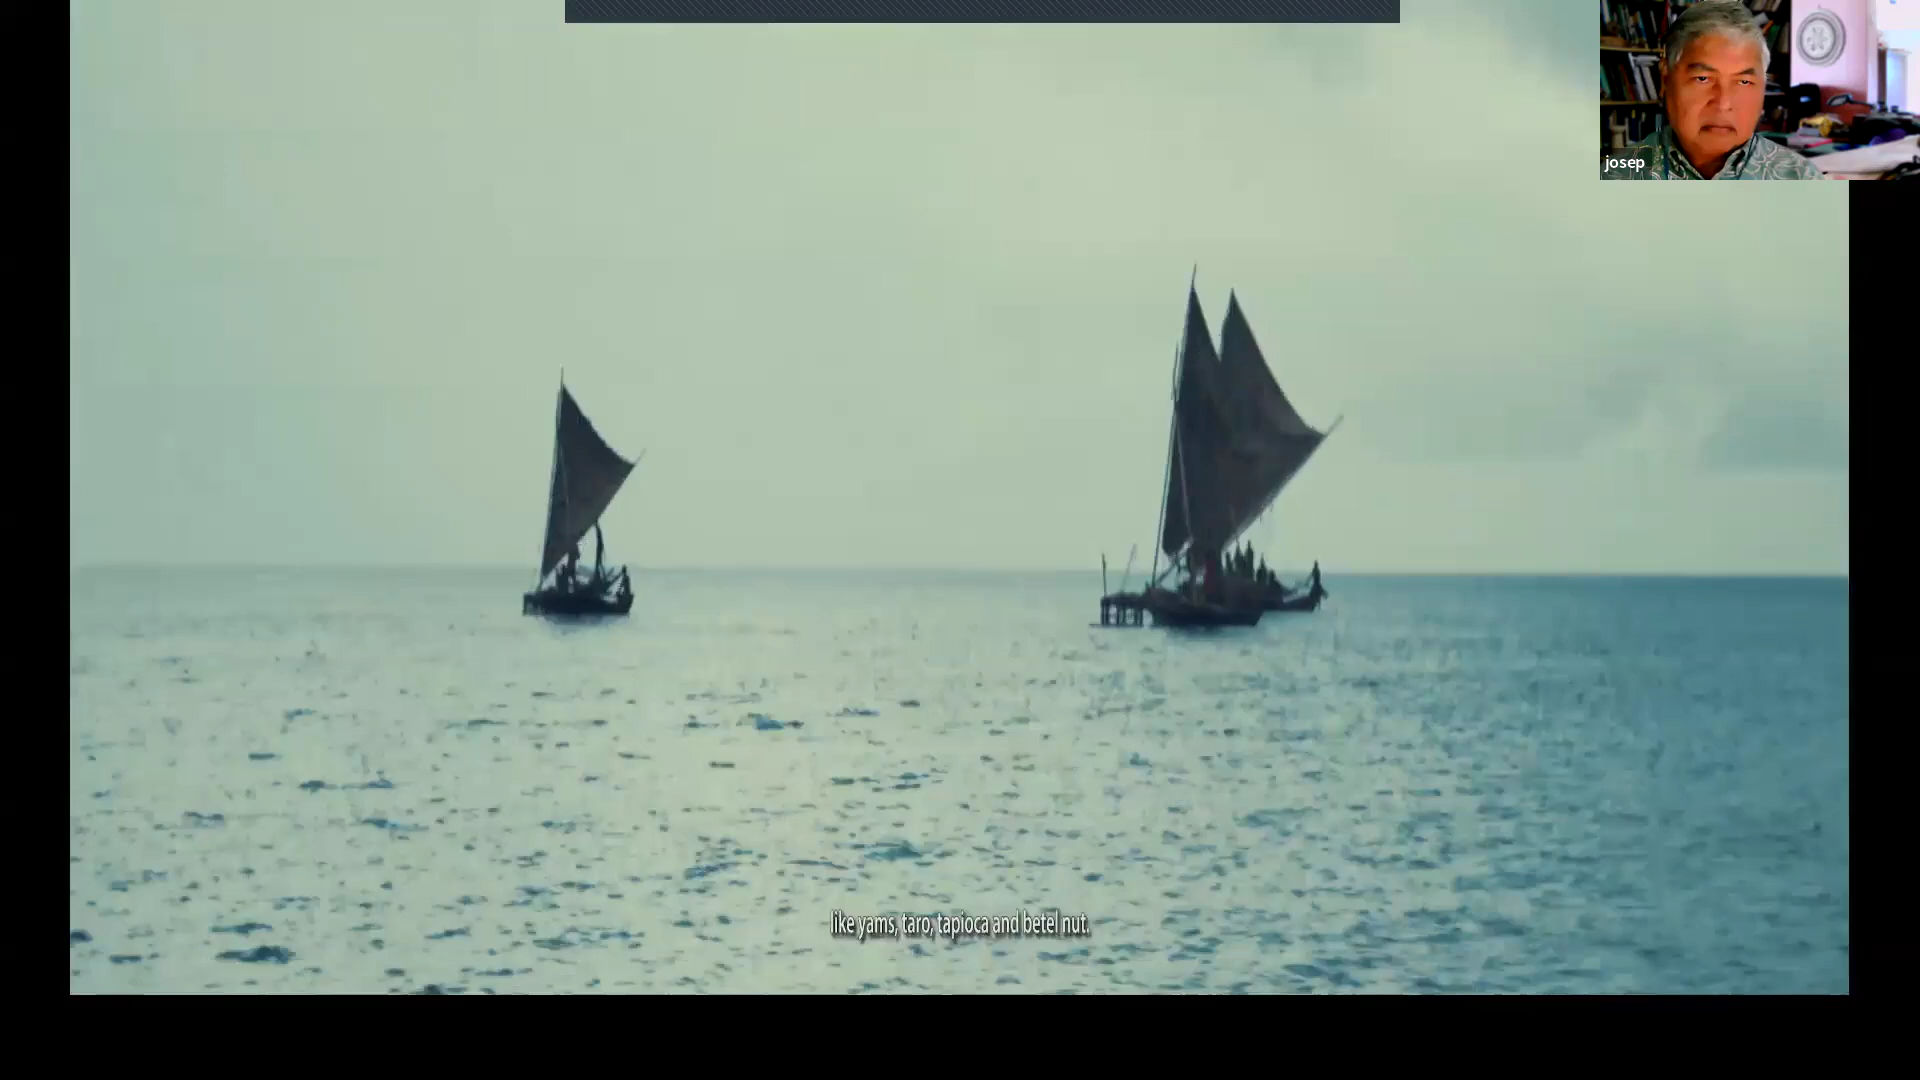 josep
like yams, taro, tapioca and betel nut.